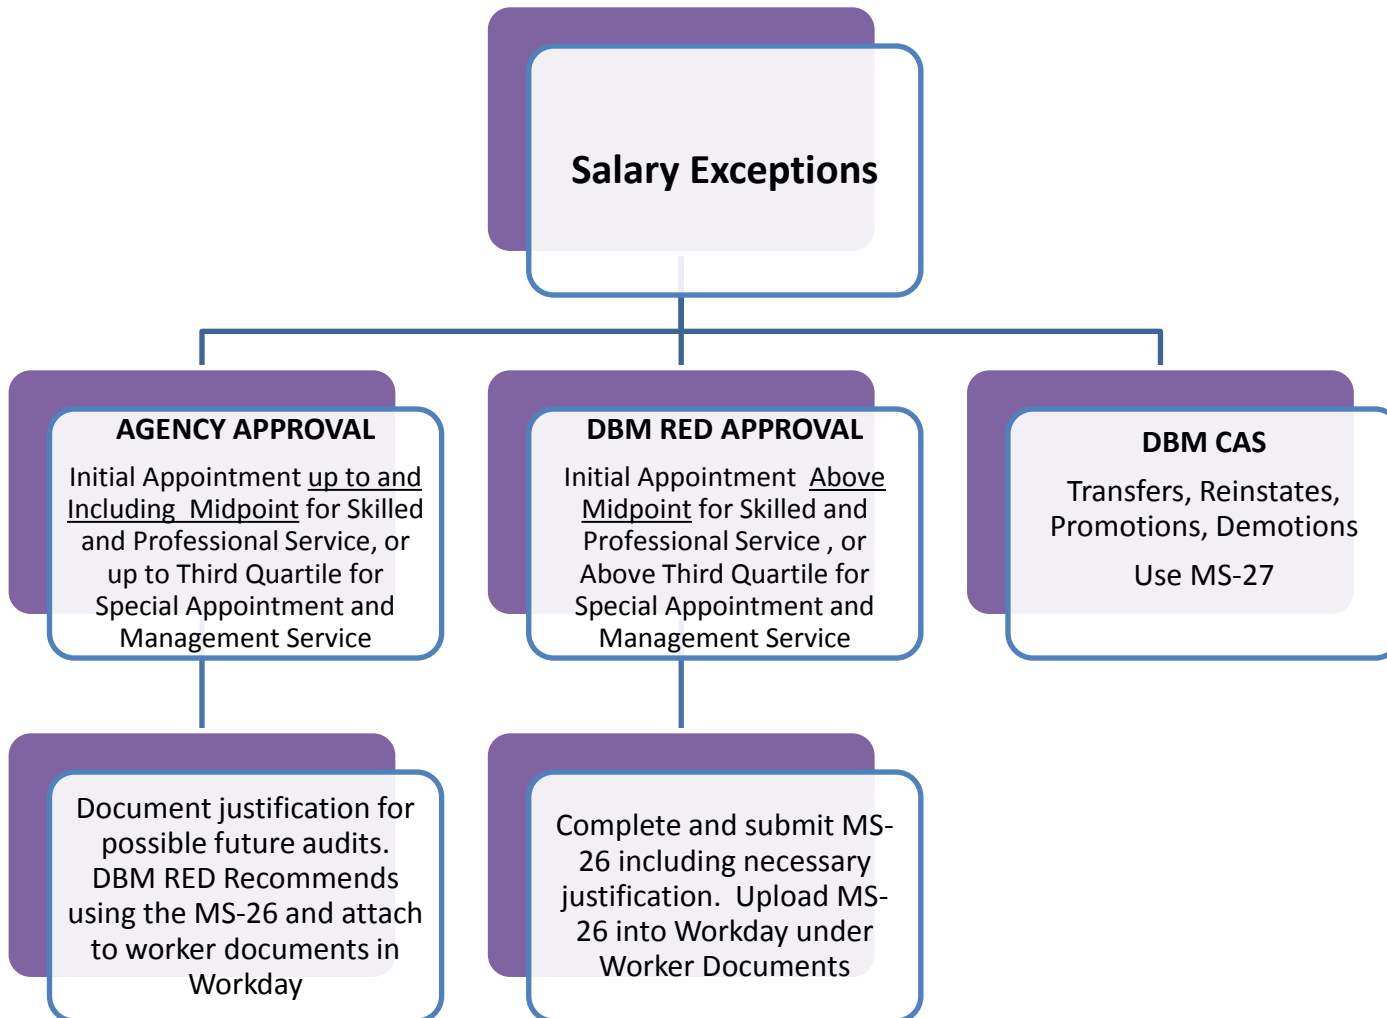 Salary Exceptions
AGENCY APPROVAL
Initial Appointment up to and
Including  Midpoint for Skilled
and Professional Service, or
up to Third Quartile for
Special Appointment and
Management Service
DBM RED APPROVAL
Initial Appointment  Above
Midpoint for Skilled and
Professional Service , or
Above Third Quartile for
Special Appointment and
Management Service
DBM CAS
Transfers, Reinstates,
Promotions, Demotions
Use MS-27
Document justification for
possible future audits.
DBM RED Recommends
using the MS-26 and attach
to worker documents in
Workday
Complete and submit MS-
26 including necessary
justification.  Upload MS-
26 into Workday under
Worker Documents